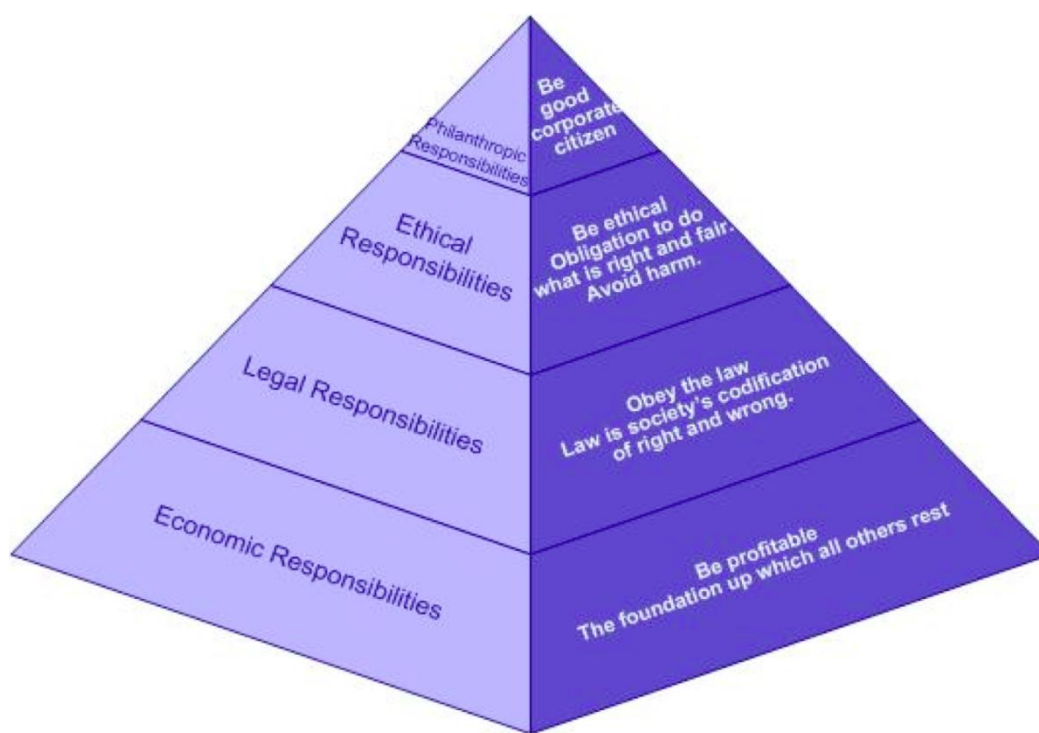 Philanthropic
Responsibilities
Be
good
corporate
citizen
Ethical
Responsibilities
Be ethical
Obligation to do
what is right and fair.
Avoid harm.
Legal Responsibilities
Obey the law
Law is society’s codification
of right and wrong.
Economic Responsibilities
Be profitable
The foundation up which all others rest